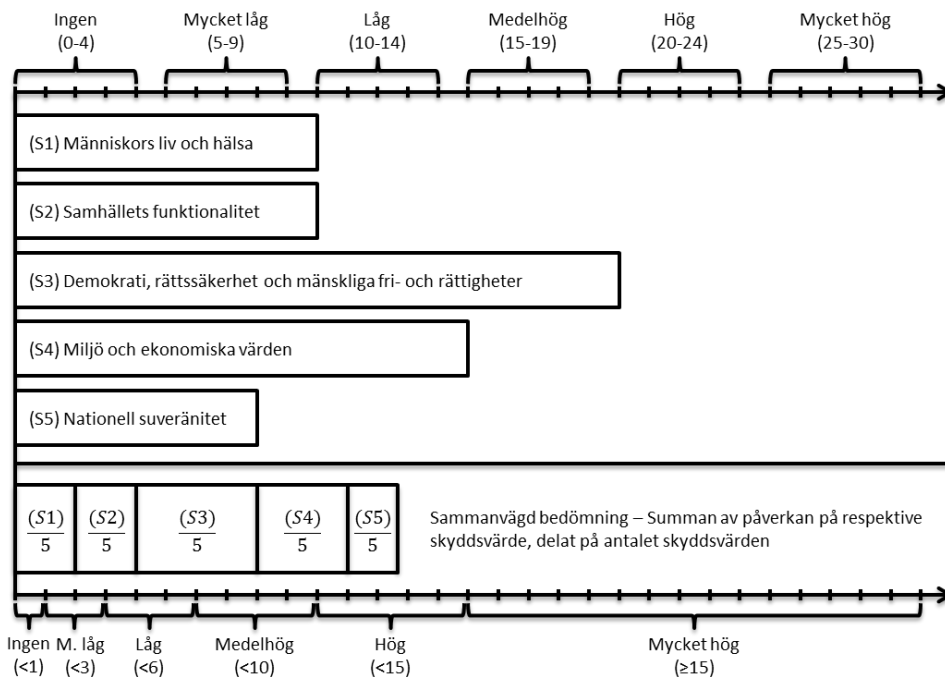 Ingen
(0-4)
Mycket låg
(5-9)
Låg
(10-14)
Medelhög
(15-19)
Hög
(20-24)
Mycket hög
(25-30)
(S1) Människors liv och hälsa
(S2) Samhällets funktionalitet
(S3) Demokrati, rättssäkerhet och mänskliga fri- och rättigheter
(S4) Miljö och ekonomiska värden
(S5) Nationell suveränitet
(S1)
5
(S2)
5
(S3)
5
(S4)
5
(S5)
5
Sammanvägd bedömning – Summan av påverkan på respektive
skyddsvärde, delat på antalet skyddsvärden
Ingen
(<1)
M. låg
(<3)
Låg
(<6)
Medelhög
(<10)
Hög
(<15)
Mycket hög
(≥15)